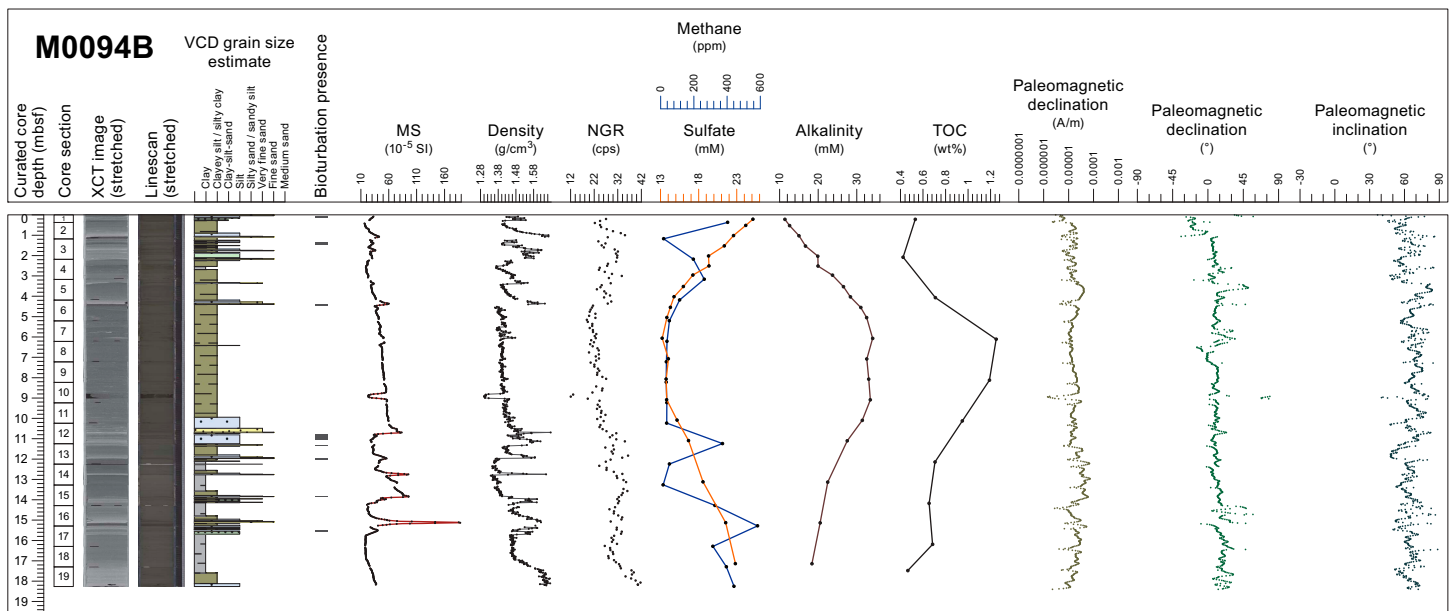 M0094B
VCD grain size
estimate
Curated core
depth (mbsf)
Core section
XCT image
(stretched)
Linescan
(stretched)
Clay
Clayey silt / silty clay
Clay-silt-sand
Silt
Silty sand / sandy silt
Very fine sand
Fine sand
Medium sand
Bioturbation presence
MS
(10⁻⁵ SI)
10 60 110 160
Density
(g/cm³)
1.28 1.38 1.48 1.58
NGR
(cps)
12 22 32 42
Methane
(ppm)
0 200 400 600
Sulfate
(mM)
13 18 23
Alkalinity
(mM)
10 20 30
TOC
(wt%)
0.4 0.6 0.8 1 1.2
Paleomagnetic
declination
(A/m)
0.0000001 0.000001 0.00001 0.0001 0.001
Paleomagnetic
declination
(°)
-90 -45 0 45 90
Paleomagnetic
inclination
(°)
-30 0 30 60 90
0
1
2
3
4
5
6
7
8
9
10
11
12
13
14
15
16
17
18
19
1
2
3
4
5
6
7
8
9
10
11
12
13
14
15
16
17
18
19